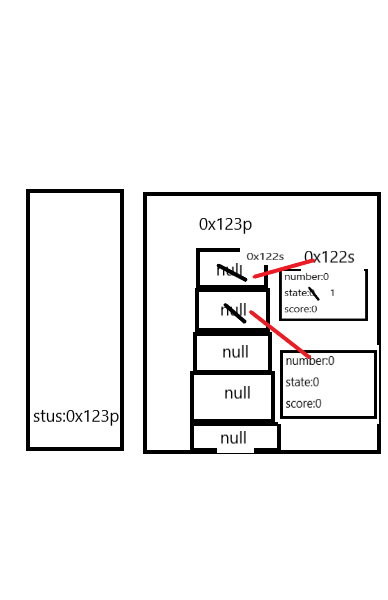 0x123p
0x122s
0x122s
null
number:0
state:0
1
score:0
null
null
number:0
state:0
null
score:0
stus:0x123p
null